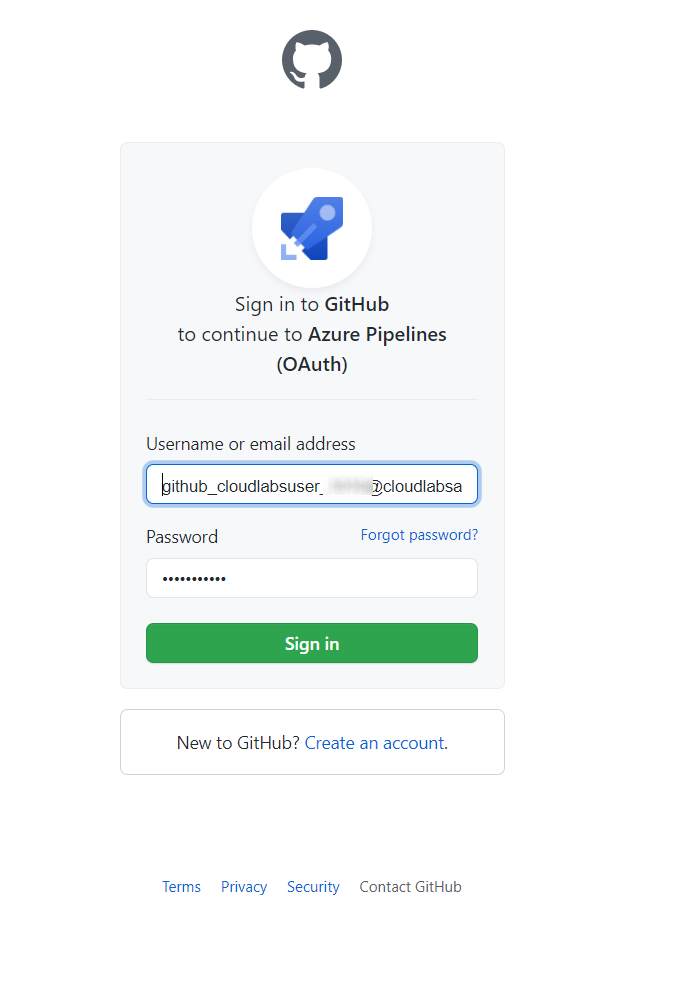 Sign in to GitHub
to continue to Azure Pipelines
(OAuth)
Username or email address
github_cloudlabsuser_ @cloudlabsa
Password Forgot password?
•••••••••••
Sign in
New to GitHub? Create an account.
Terms Privacy Security Contact GitHub